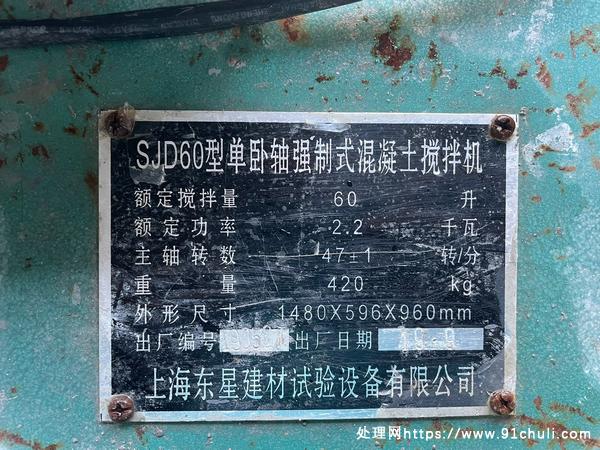 SJD60型单卧轴强制式混凝土搅拌机
额定搅拌量 60 升
额定功率 2.2 千瓦
主轴转数 47±1 转/分
重量 420 kg
外形尺寸 1480X596X960mm
出厂编号 出厂日期
上海东星建材试验设备有限公司
处理网https://www.91chuli.com